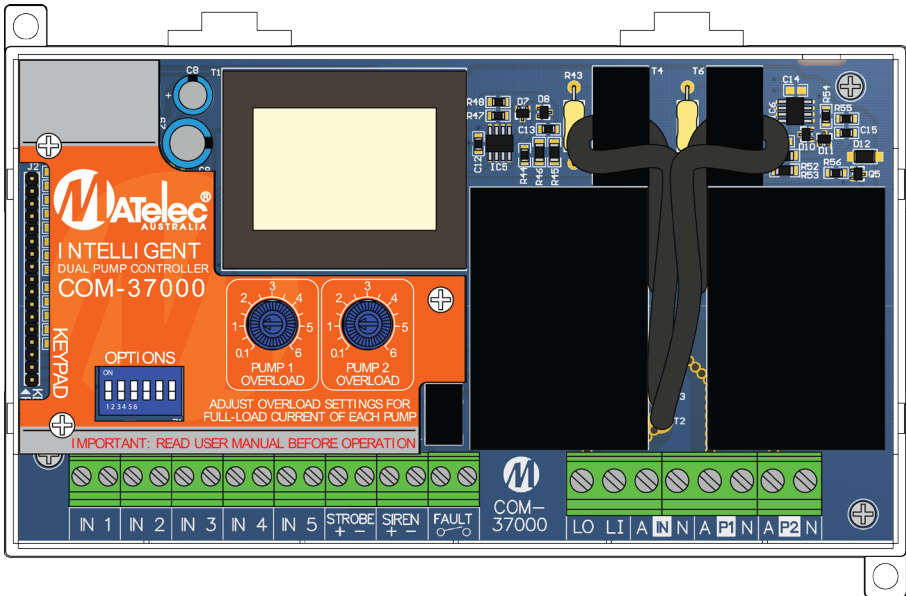 C8
T1
+
C9
J2
MATelec®
AUSTRALIA
INTELLIGENT
DUAL PUMP CONTROLLER
COM-37000
KEYPAD
K1
OPTIONS
ON
1 2 3 4 5 6
0.1 1 2 3 4 5 6
PUMP 1
OVERLOAD
0.1 1 2 3 4 5 6
PUMP 2
OVERLOAD
ADJUST OVERLOAD SETTINGS FOR
FULL-LOAD CURRENT OF EACH PUMP
IMPORTANT: READ USER MANUAL BEFORE OPERATION
R48
R47
D7
D8
C13
C12
IC5
R44
R46
R45
R43
T4
T6
C14
R54
R55
C15
D10
D11
D12
R52
R53
R56
Q5
T2
IN 1
IN 2
IN 3
IN 4
IN 5
STROBE
+ −
SIREN
+ −
FAULT
M
COM-
37000
LO LI A IN N A P1 N A P2 N